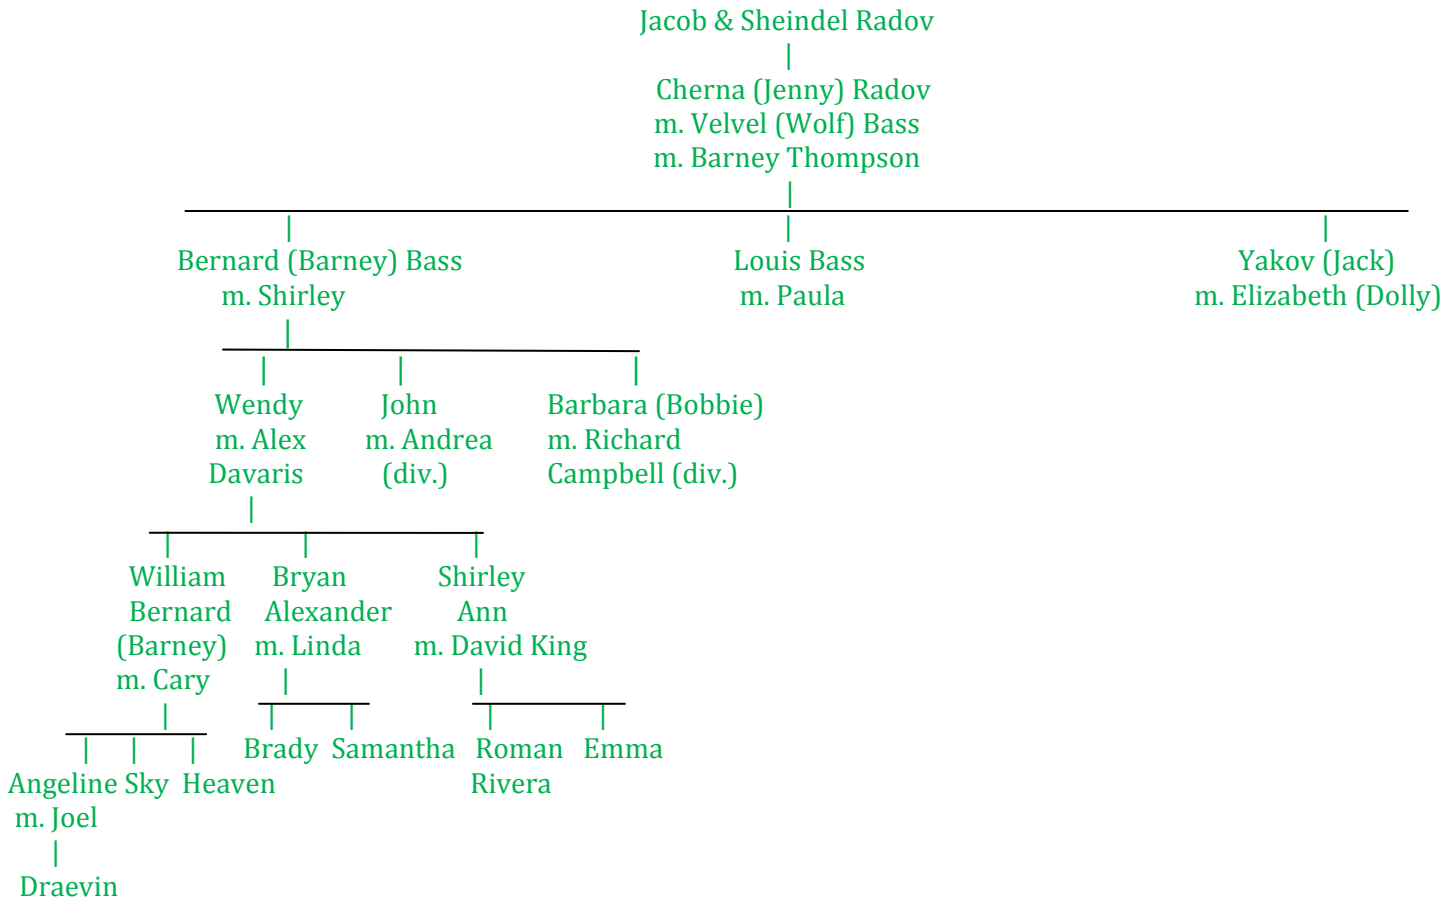 Jacob & Sheindel Radov
Cherna (Jenny) Radov
m. Velvel (Wolf) Bass
m. Barney Thompson
Bernard (Barney) Bass
m. Shirley
Louis Bass
m. Paula
Yakov (Jack)
m. Elizabeth (Dolly)
Wendy
m. Alex
Davaris
John
m. Andrea
(div.)
Barbara (Bobbie)
m. Richard
Campbell (div.)
William
Bernard
(Barney)
m. Cary
Bryan
Alexander
m. Linda
Shirley
Ann
m. David King
Angeline
m. Joel
Sky
Heaven
Brady
Samantha
Roman
Rivera
Emma
Draevin